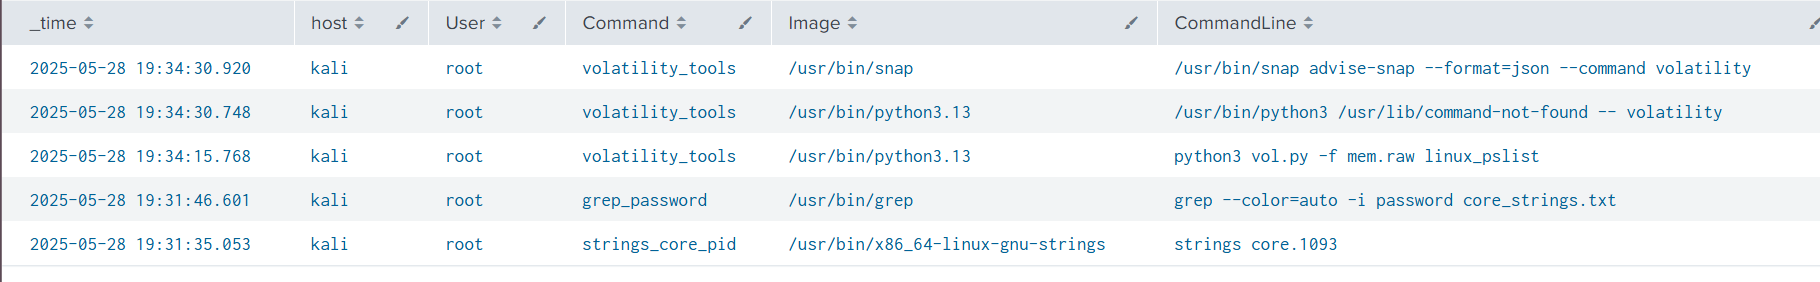 _time host User Command Image CommandLine
2025-05-28 19:34:30.920 kali root volatility_tools /usr/bin/snap /usr/bin/snap advise-snap --format=json --command volatility
2025-05-28 19:34:30.748 kali root volatility_tools /usr/bin/python3.13 /usr/bin/python3 /usr/lib/command-not-found -- volatility
2025-05-28 19:34:15.768 kali root volatility_tools /usr/bin/python3.13 python3 vol.py -f mem.raw linux_pslist
2025-05-28 19:31:46.601 kali root grep_password /usr/bin/grep grep --color=auto -i password core_strings.txt
2025-05-28 19:31:35.053 kali root strings_core_pid /usr/bin/x86_64-linux-gnu-strings strings core.1093